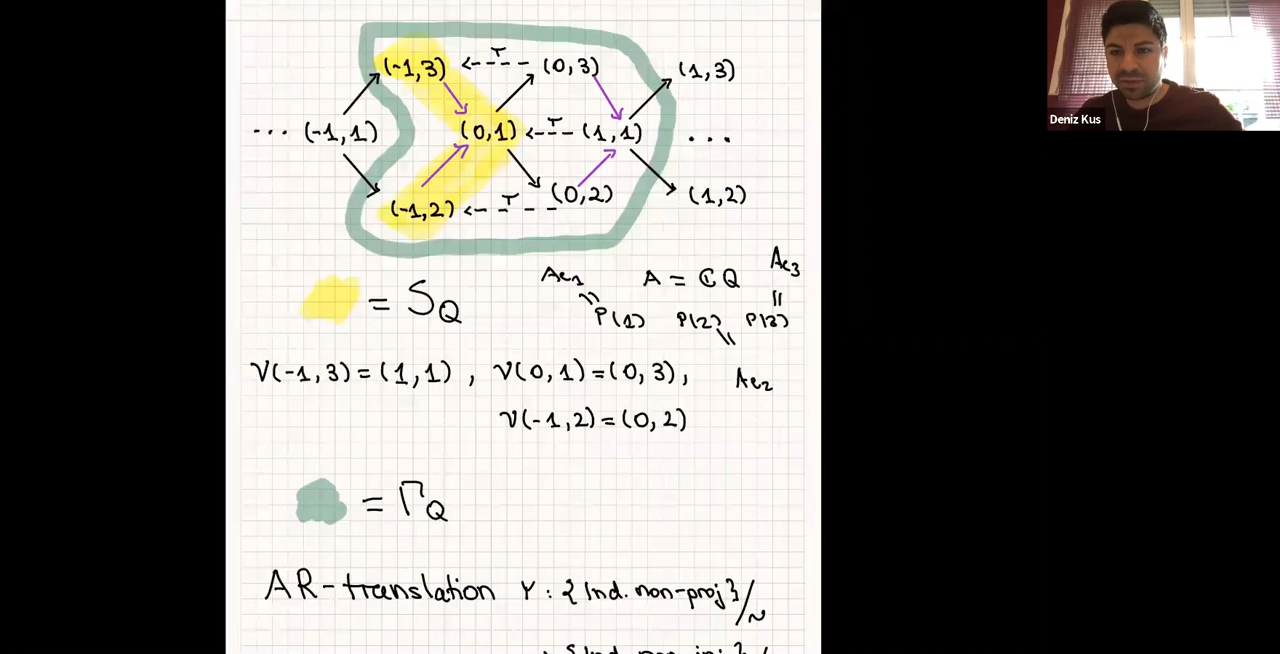 (-1,3) <--- τ --- (0,3) (1,3)
... (-1,1) (0,1) <--- τ --- (1,1) ...
(-1,2) <--- τ --- (0,2) (1,2)
= S_Q
Ae₁ A = ℂQ Ae₃
P(1) P(2) P(3)
Ae₂
ν(-1,3) = (1,1), ν(0,1) = (0,3),
ν(-1,2) = (0,2)
= Γ_Q
AR-translation τ: {Ind. non-proj}/~
Deniz Kus